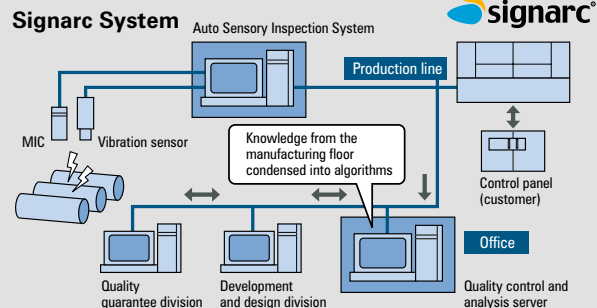 Signarc System
signarc®
Auto Sensory Inspection System
Production line
MIC
Vibration sensor
Knowledge from the
manufacturing floor
condensed into algorithms
Control panel
(customer)
Office
Quality
guarantee division
Development
and design division
Quality control and
analysis server